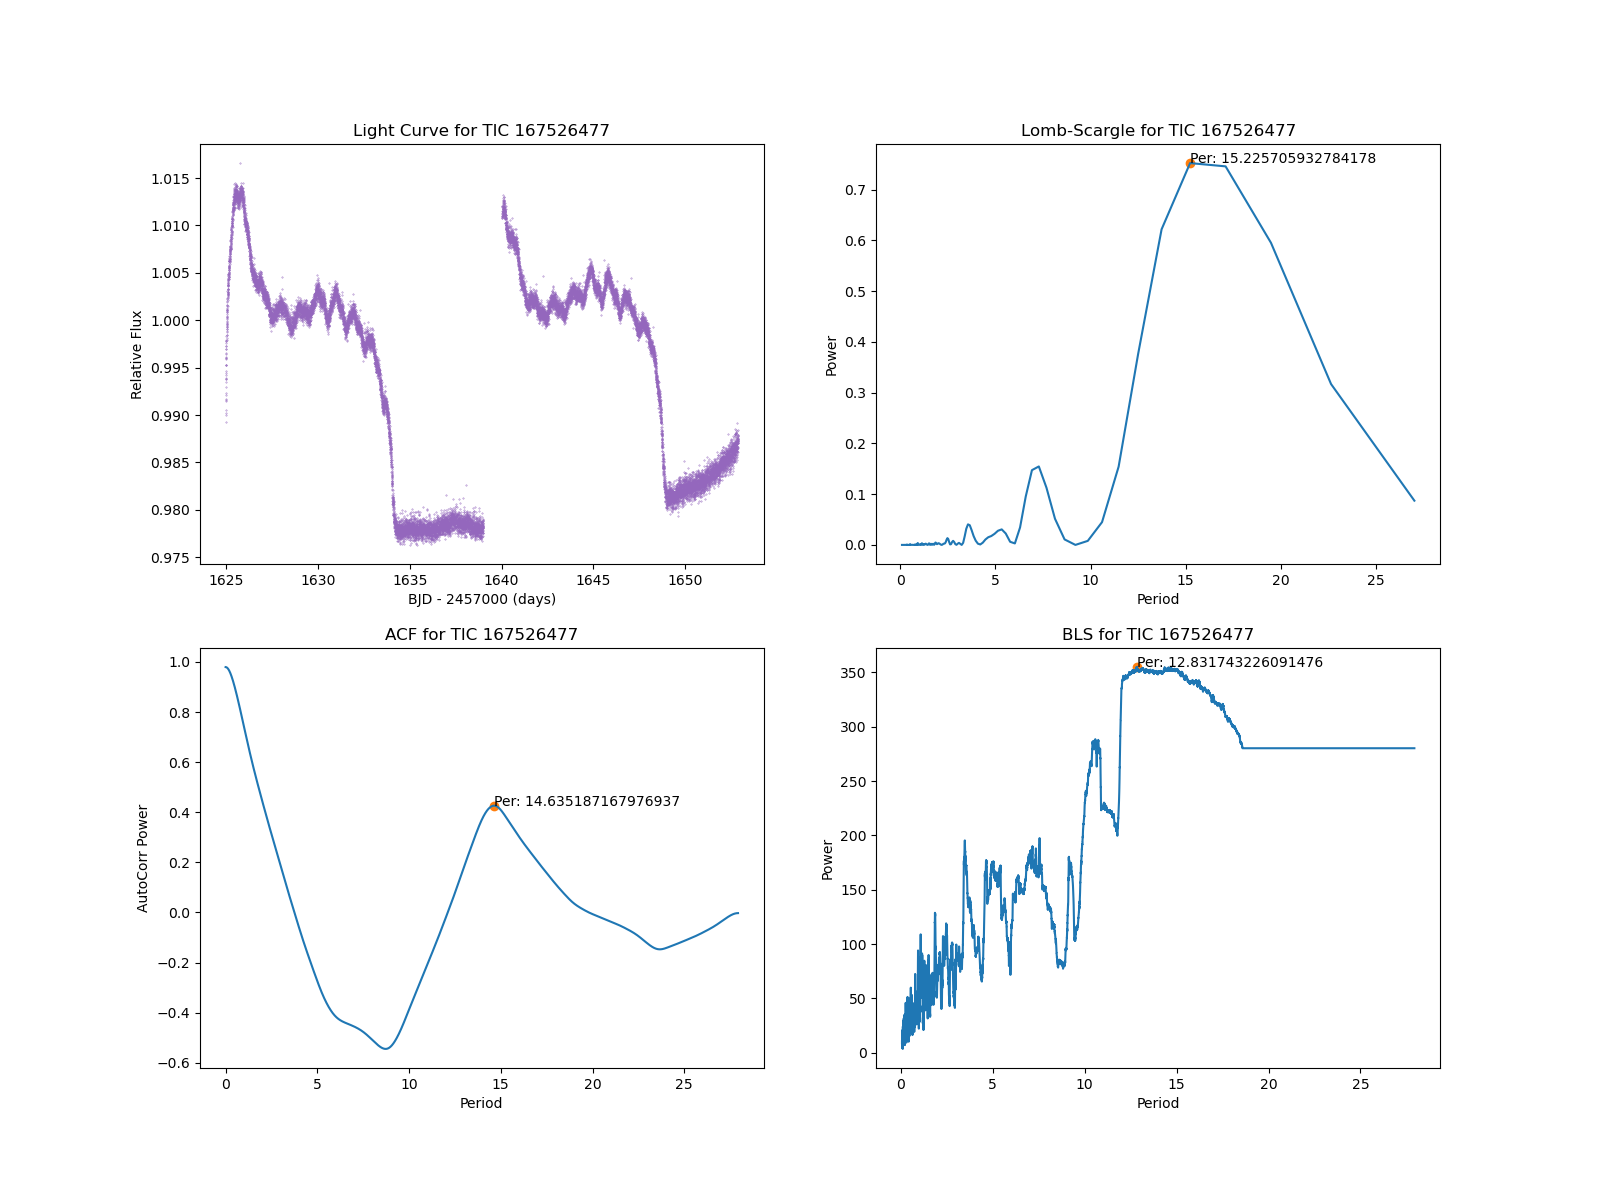 Light Curve for TIC 167526477
1.015
1.010
1.005
1.000
0.995
0.990
0.985
0.980
0.975
Relative Flux
1625 1630 1635 1640 1645 1650
BJD - 2457000 (days)
Lomb-Scargle for TIC 167526477
Per: 15.225705932784178
0.7
0.6
0.5
0.4
0.3
0.2
0.1
0.0
Power
0 5 10 15 20 25
Period
ACF for TIC 167526477
Per: 14.635187167976937
1.0
0.8
0.6
0.4
0.2
0.0
−0.2
−0.4
−0.6
AutoCorr Power
0 5 10 15 20 25
Period
BLS for TIC 167526477
Per: 12.831743226091476
350
300
250
200
150
100
50
0
Power
0 5 10 15 20 25
Period